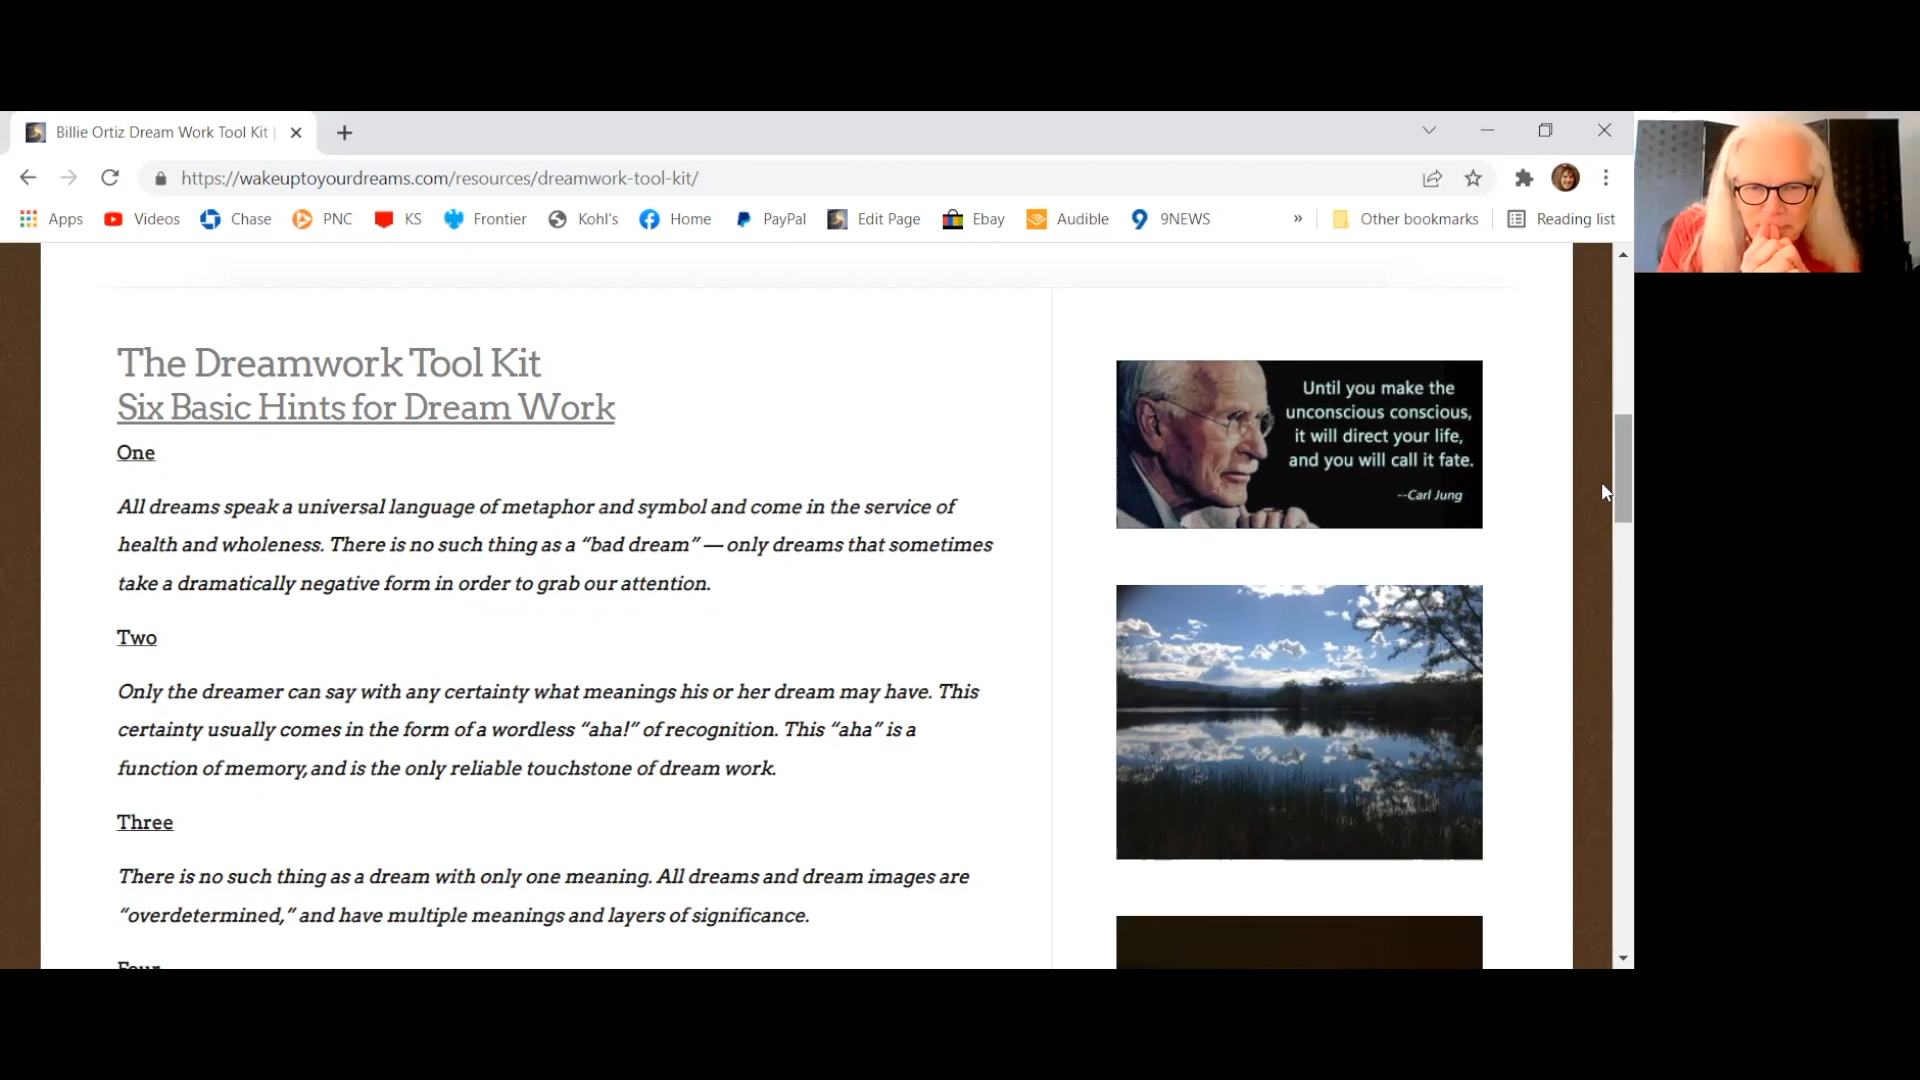 Billie Ortiz Dream Work Tool Kit |
https://wakeuptoyourdreams.com/resources/dreamwork-tool-kit/
Apps Videos Chase PNC KS Frontier Kohl's Home PayPal Edit Page Ebay Audible 9NEWS » Other bookmarks Reading list
The Dreamwork Tool Kit
Six Basic Hints for Dream Work
One
All dreams speak a universal language of metaphor and symbol and come in the service of
health and wholeness. There is no such thing as a “bad dream” — only dreams that sometimes
take a dramatically negative form in order to grab our attention.
Two
Only the dreamer can say with any certainty what meanings his or her dream may have. This
certainty usually comes in the form of a wordless “aha!” of recognition. This “aha” is a
function of memory, and is the only reliable touchstone of dream work.
Three
There is no such thing as a dream with only one meaning. All dreams and dream images are
“overdetermined,” and have multiple meanings and layers of significance.
Four
Until you make the
unconscious conscious,
it will direct your life,
and you will call it fate.
--Carl Jung